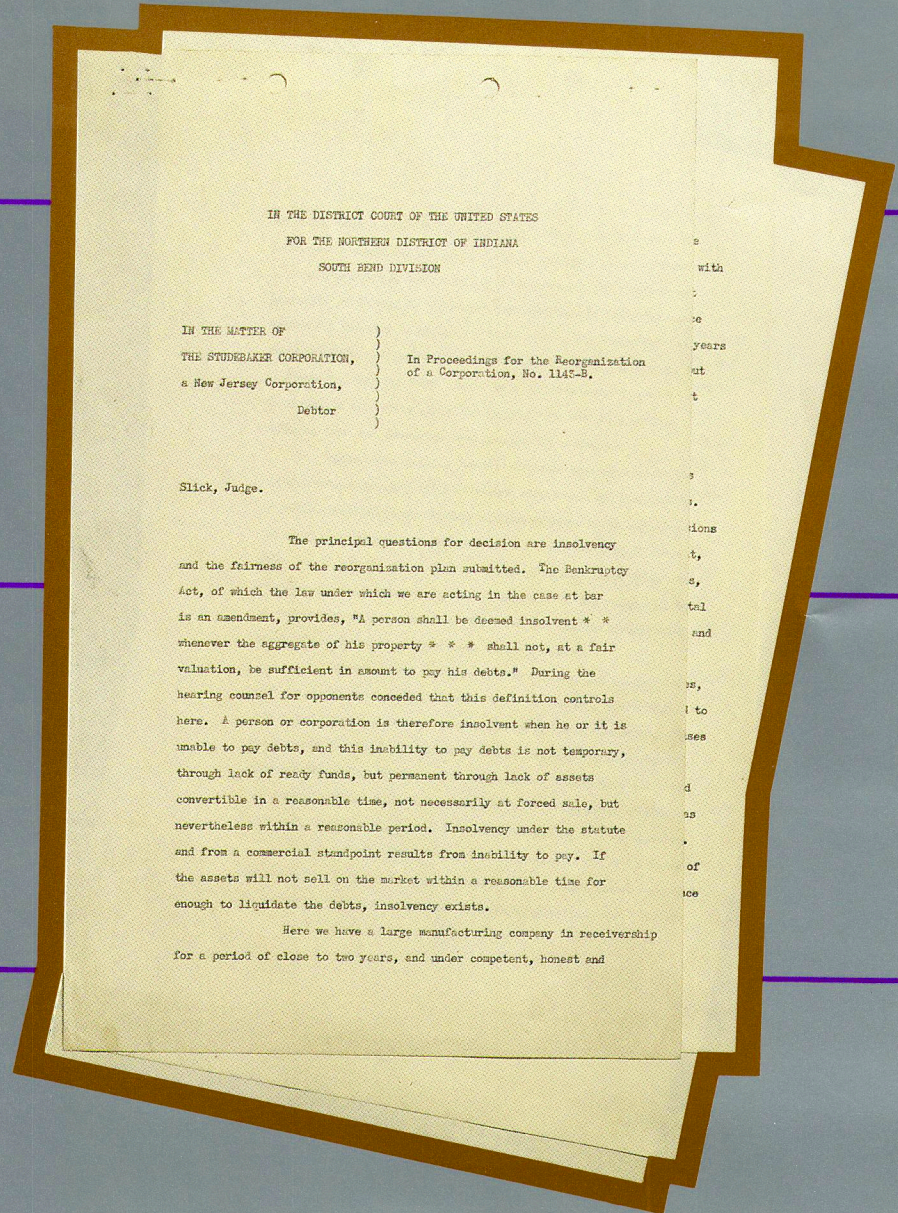 IN THE DISTRICT COURT OF THE UNITED STATES
FOR THE NORTHERN DISTRICT OF INDIANA
SOUTH BEND DIVISION
IN THE MATTER OF )
)
THE STUDEBAKER CORPORATION, )
) In Proceedings for the Reorganization
a New Jersey Corporation, ) of a Corporation, No. 1143-B.
)
Debtor )
)
Slick, Judge.
The principal questions for decision are insolvency
and the fairness of the reorganization plan submitted. The Bankruptcy
Act, of which the law under which we are acting in the case at bar
is an amendment, provides, "A person shall be deemed insolvent * *
whenever the aggregate of his property * * * shall not, at a fair
valuation, be sufficient in amount to pay his debts." During the
hearing counsel for opponents conceded that this definition controls
here. A person or corporation is therefore insolvent when he or it is
unable to pay debts, and this inability to pay debts is not temporary,
through lack of ready funds, but permanent through lack of assets
convertible in a reasonable time, not necessarily at forced sale, but
nevertheless within a reasonable period. Insolvency under the statute
and from a commercial standpoint results from inability to pay. If
the assets will not sell on the market within a reasonable time for
enough to liquidate the debts, insolvency exists.
Here we have a large manufacturing company in receivership
for a period of close to two years, and under competent, honest and
with
years
and
to
of